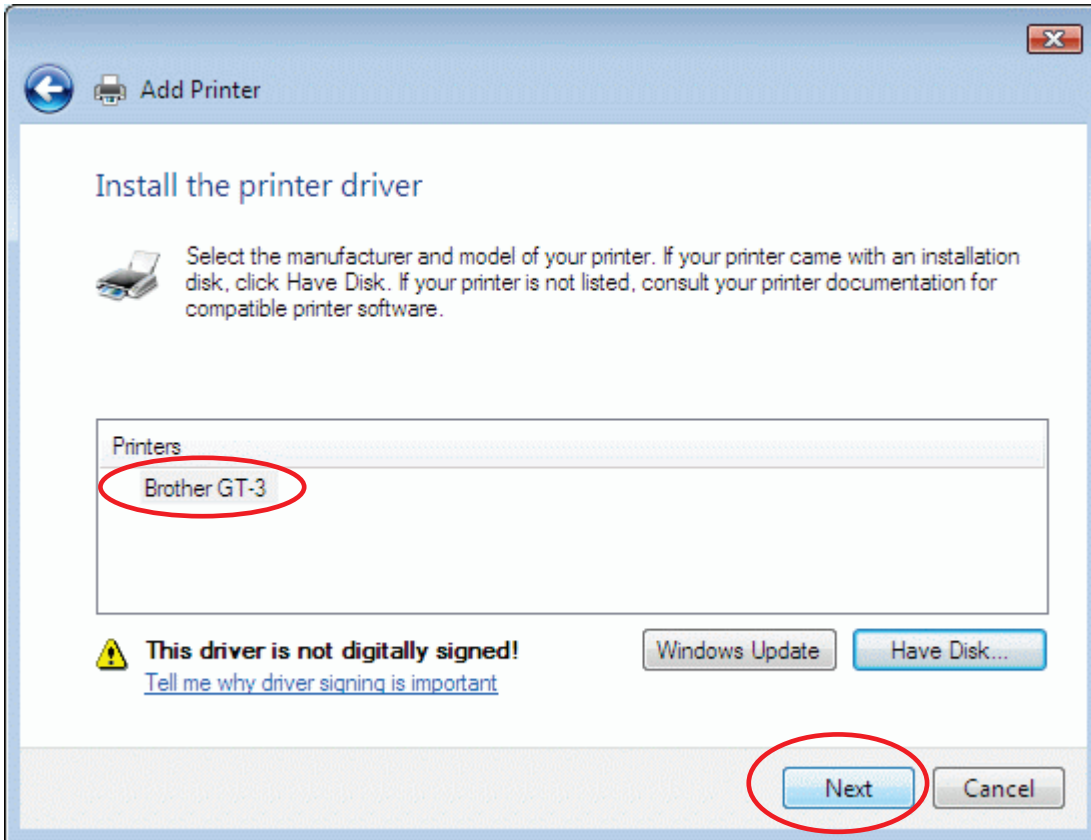 Add Printer
Install the printer driver
Select the manufacturer and model of your printer. If your printer came with an installation
disk, click Have Disk. If your printer is not listed, consult your printer documentation for
compatible printer software.
Printers
Brother GT-3
This driver is not digitally signed!
Windows Update
Have Disk...
Tell me why driver signing is important
Next
Cancel